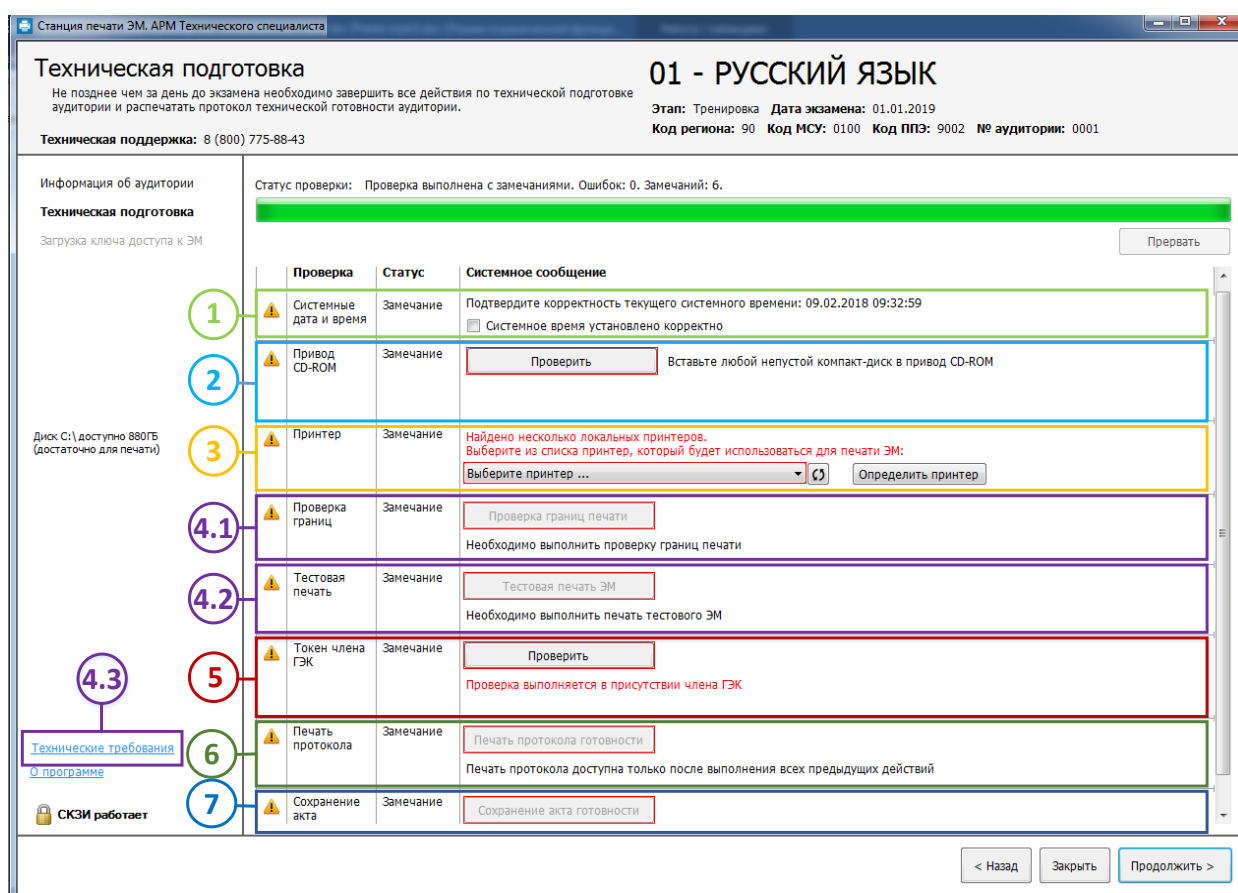 Станция печати ЭМ. АРМ Технического специалиста
Техническая подготовка
Не позднее чем за день до экзамена необходимо завершить все действия по технической подготовке
аудитории и распечатать протокол технической готовности аудитории.
Техническая поддержка: 8 (800) 775-88-43
01 - РУССКИЙ ЯЗЫК
Этап: Тренировка Дата экзамена: 01.01.2019
Код региона: 90 Код МСУ: 0100 Код ППЭ: 9002 № аудитории: 0001
Информация об аудитории
Техническая подготовка
Загрузка ключа доступа к ЭМ
Диск C:\ доступно 880ГБ
(достаточно для печати)
4.3
Технические требования
О программе
СКЗИ работает
Статус проверки: Проверка выполнена с замечаниями. Ошибок: 0. Замечаний: 6.
Прервать
Проверка Статус Системное сообщение
1
Системные
дата и время
Замечание
Подтвердите корректность текущего системного времени: 09.02.2018 09:32:59
Системное время установлено корректно
2
Привод
CD-ROM
Замечание
Проверить Вставьте любой непустой компакт-диск в привод CD-ROM
3
Принтер
Замечание
Найдено несколько локальных принтеров.
Выберите из списка принтер, который будет использоваться для печати ЭМ:
Выберите принтер ... Определить принтер
4.1
Проверка
границ
Замечание
Проверка границ печати
Необходимо выполнить проверку границ печати
4.2
Тестовая
печать
Замечание
Тестовая печать ЭМ
Необходимо выполнить печать тестового ЭМ
5
Токен члена
ГЭК
Замечание
Проверить
Проверка выполняется в присутствии члена ГЭК
6
Печать
протокола
Замечание
Печать протокола готовности
Печать протокола доступна только после выполнения всех предыдущих действий
7
Сохранение
акта
Замечание
Сохранение акта готовности
< Назад Закрыть Продолжить >